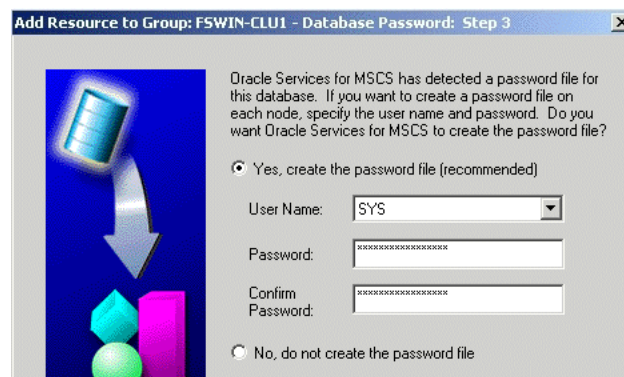 Add Resource to Group: FSWIN-CLU1 - Database Password: Step 3
Oracle Services for MSCS has detected a password file for
this database. If you want to create a password file on
each node, specify the user name and password. Do you
want Oracle Services for MSCS to create the password file?
Yes, create the password file (recommended)
User Name: SYS
Password: *****************
Confirm
Password: *****************
No, do not create the password file